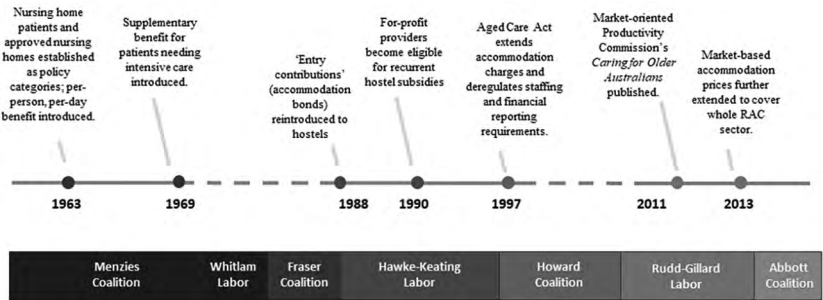 Nursing home
patients and
approved nursing
homes established
as policy
categories; per-
person, per-day
benefit introduced.
Supplementary
benefit for
patients needing
intensive care
introduced.
‘Entry
contributions’
(accommodation
bonds)
reintroduced to
hostels
For-profit
providers
become eligible
for recurrent
hostel subsidies
Aged Care Act
extends
accommodation
charges and
deregulates staffing
and financial
reporting
requirements.
Market-oriented
Productivity
Commission’s
Caring for Older
Australians
published.
Market-based
accommodation
prices further
extended to cover
whole RAC
sector.
1963
1969
1988
1990
1997
2011
2013
Menzies
Coalition
Whitlam
Labor
Fraser
Coalition
Hawke-Keating
Labor
Howard
Coalition
Rudd-Gillard
Labor
Abbott
Coalition